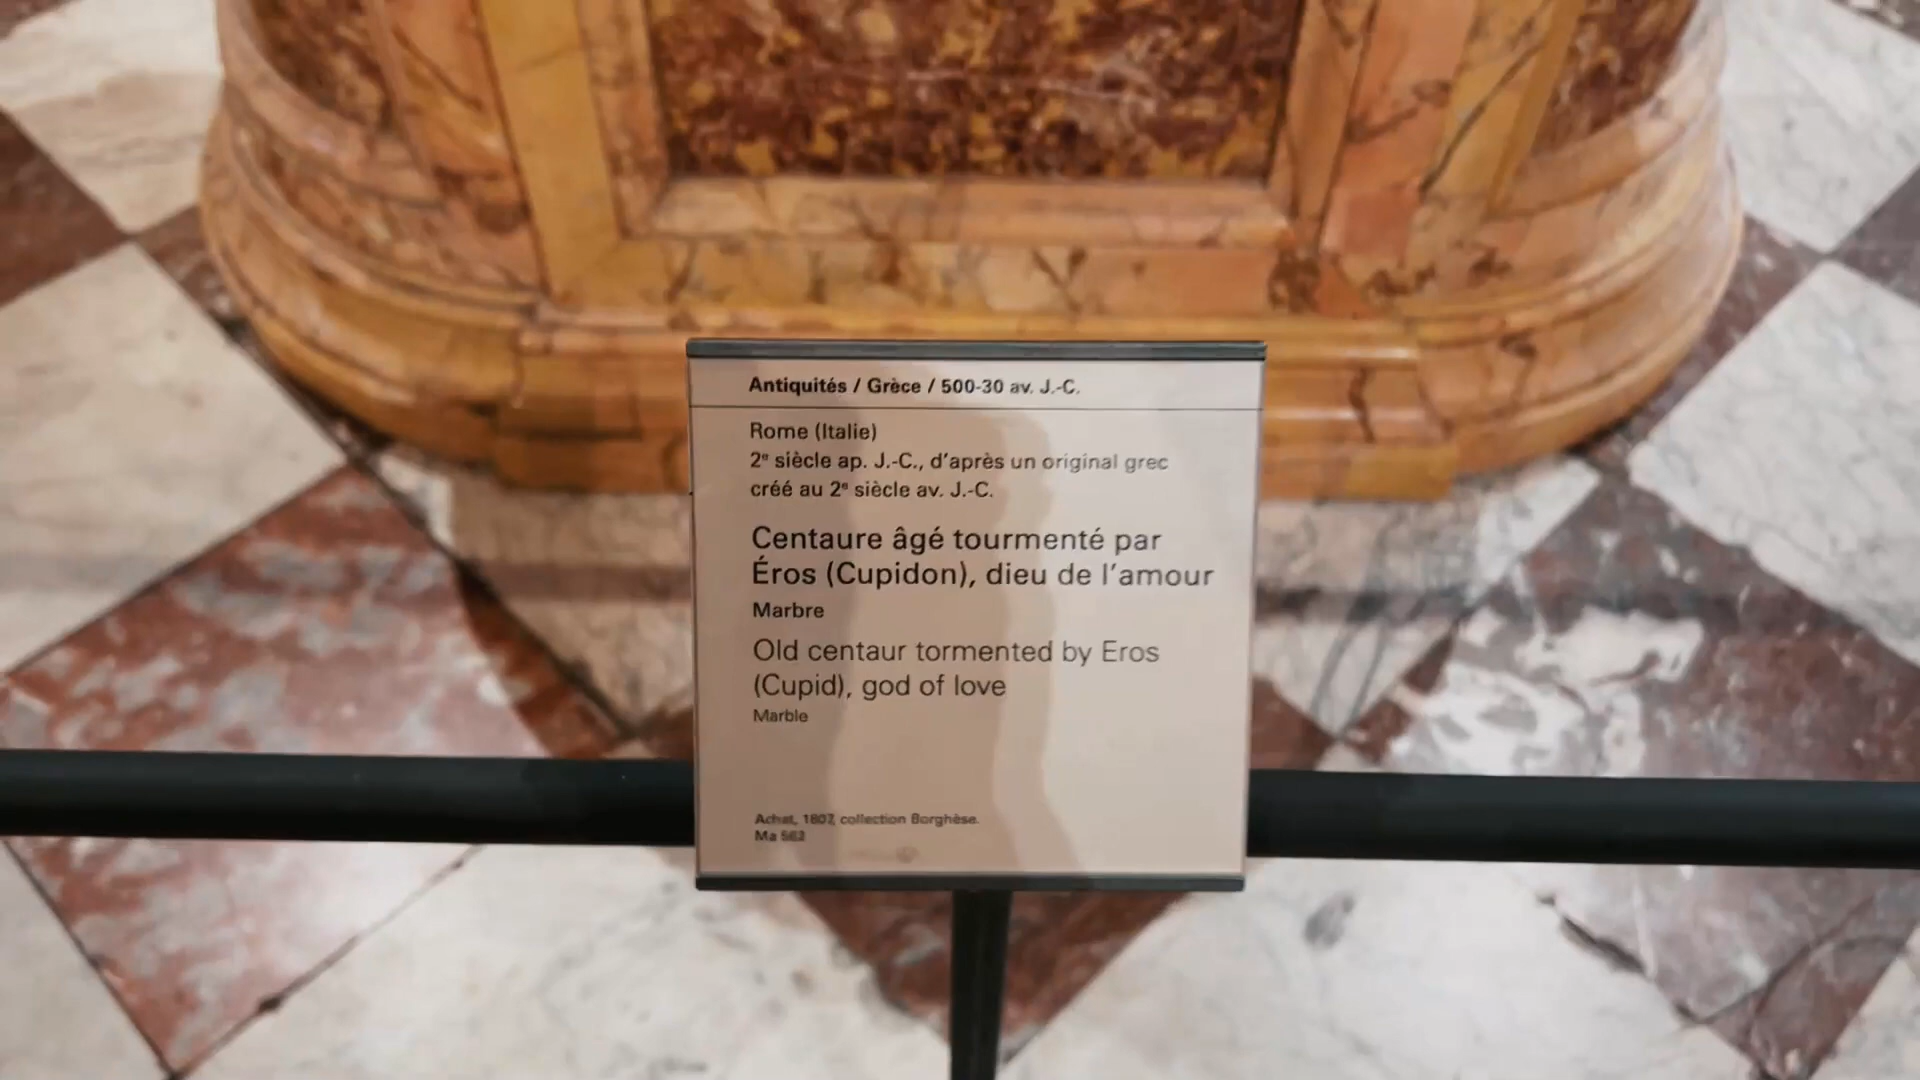 Antiquités / Grèce / 500-30 av. J.-C.
Rome (Italie)
2e siècle ap. J.-C., d'après un original grec
créé au 2e siècle av. J.-C.
Centaure âgé tourmenté par
Éros (Cupidon), dieu de l'amour
Marbre
Old centaur tormented by Eros
(Cupid), god of love
Marble
Achat, 1807, collection Borghèse.
Ma 562